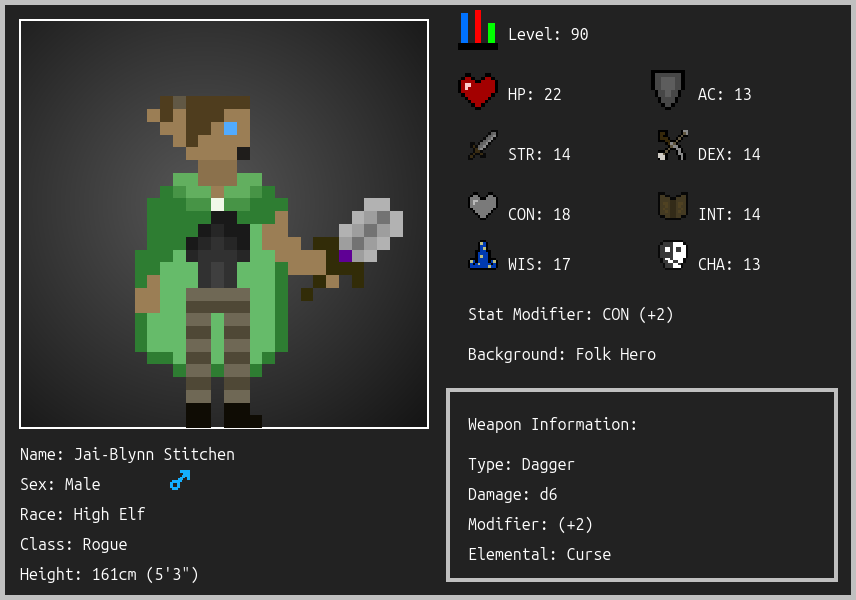 Level: 90
HP: 22
AC: 13
STR: 14
DEX: 14
CON: 18
INT: 14
WIS: 17
CHA: 13
Stat Modifier: CON (+2)
Background: Folk Hero
Weapon Information:
Type: Dagger
Damage: d6
Modifier: (+2)
Elemental: Curse
Name: Jai-Blynn Stitchen
Sex: Male
Race: High Elf
Class: Rogue
Height: 161cm (5'3")